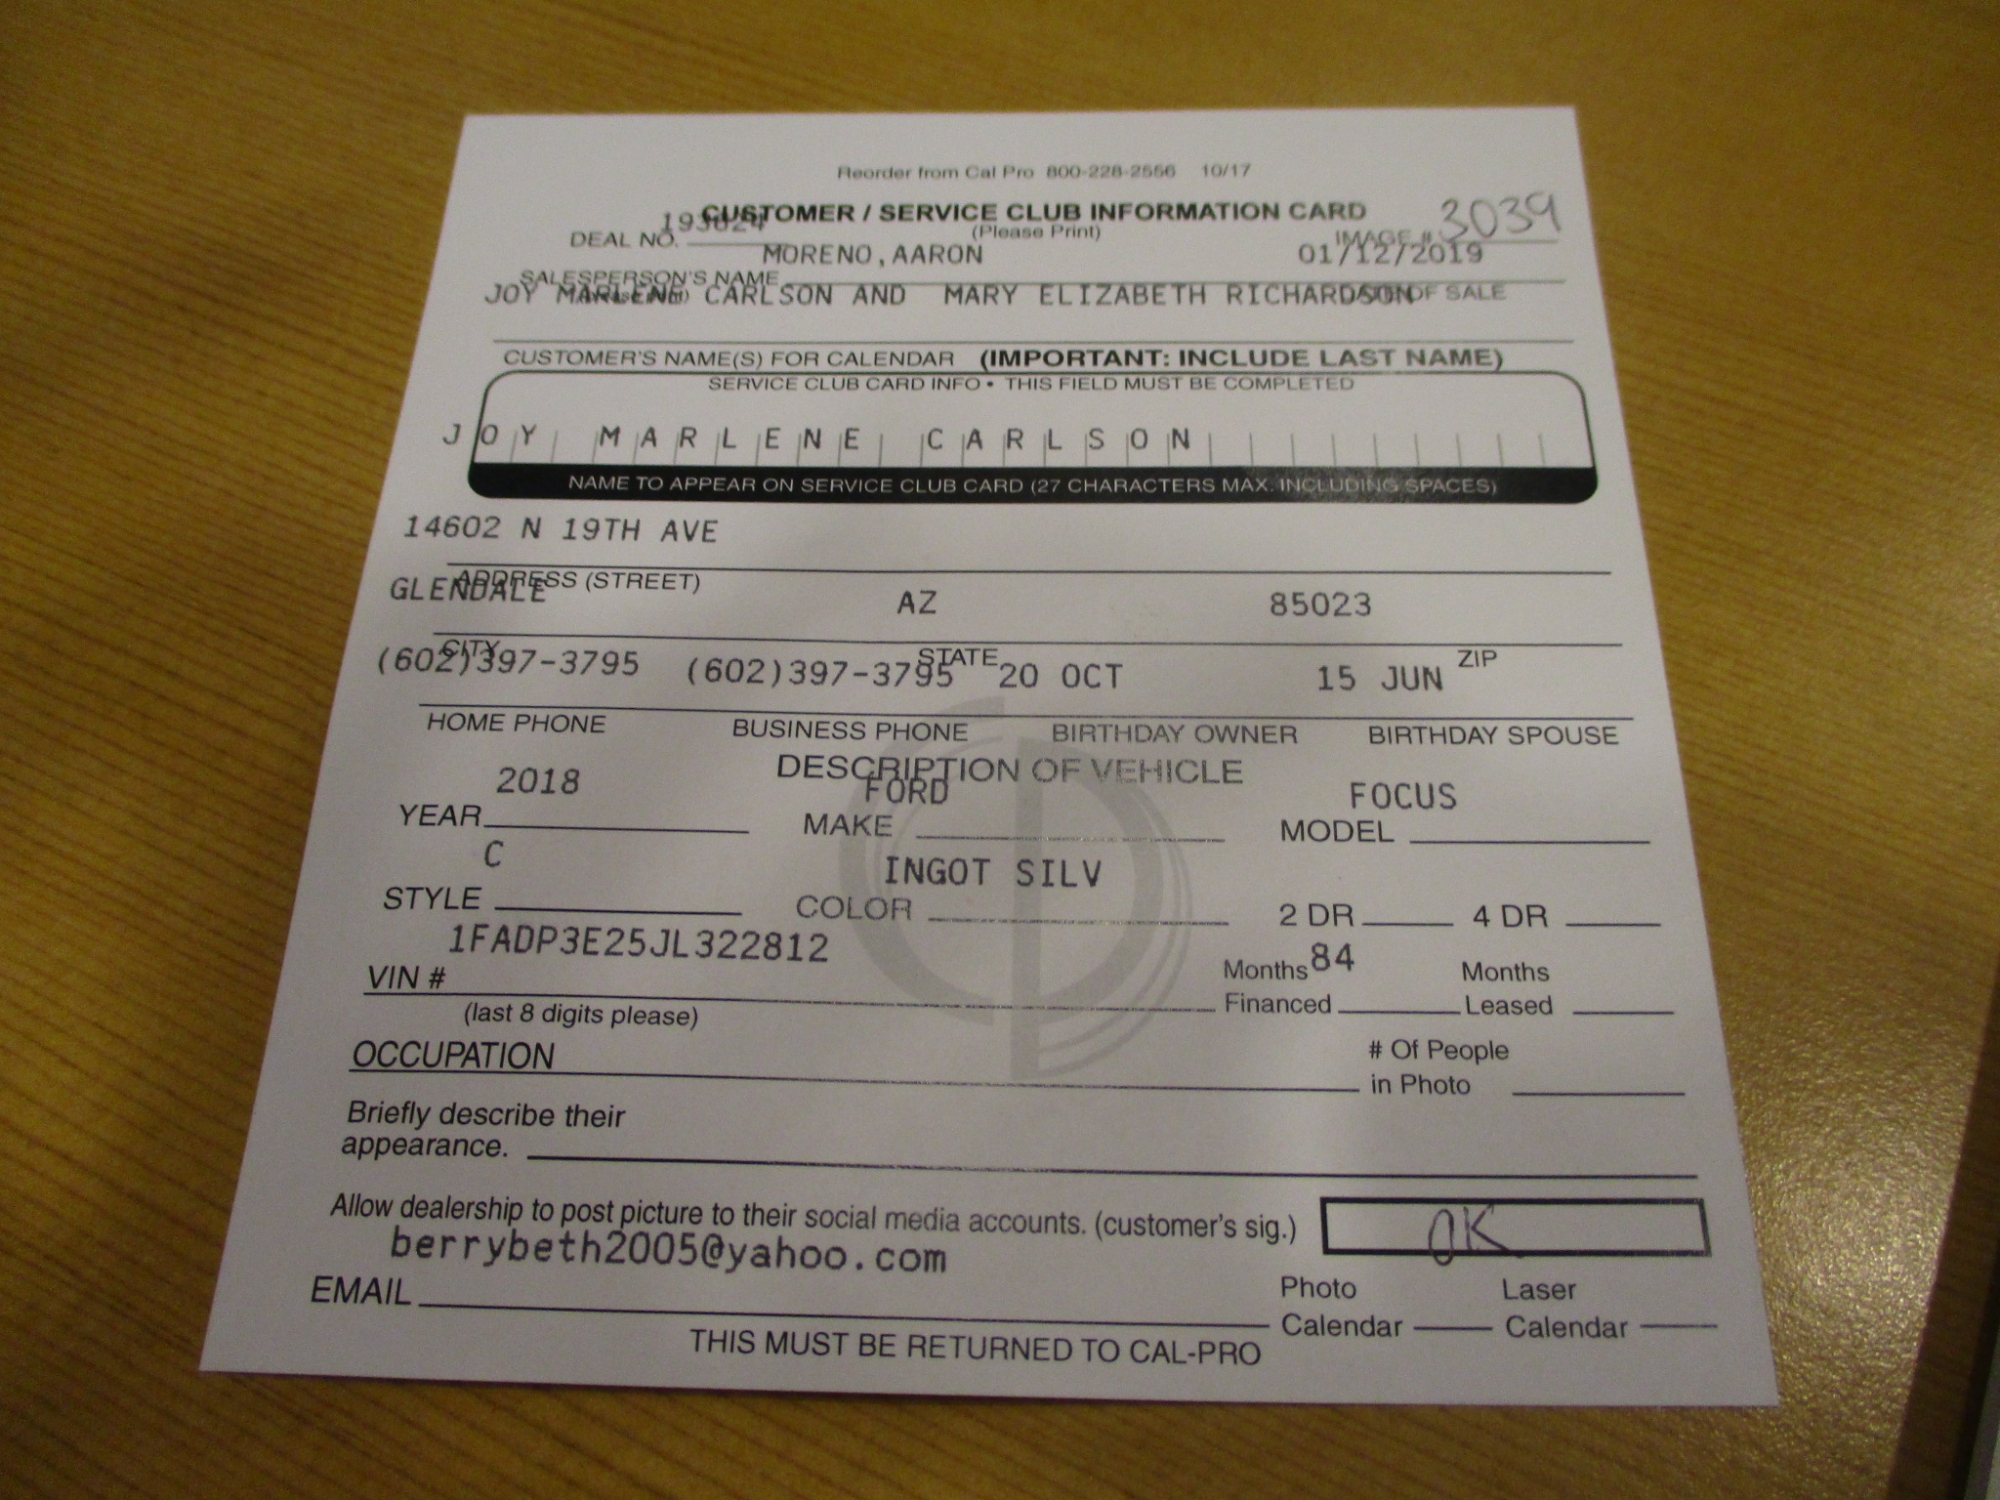 Reorder from Cal Pro 800-228-2556 10/17
CUSTOMER / SERVICE CLUB INFORMATION CARD
(Please Print)
DEAL NO. 193624
IMAGE # 3039
MORENO, AARON 01/12/2019
SALESPERSON'S NAME
JOY MARLENE CARLSON AND MARY ELIZABETH RICHARDSON
OF SALE
CUSTOMER'S NAME(S) FOR CALENDAR (IMPORTANT: INCLUDE LAST NAME)
SERVICE CLUB CARD INFO • THIS FIELD MUST BE COMPLETED
JOY MARLENE CARLSON
NAME TO APPEAR ON SERVICE CLUB CARD (27 CHARACTERS MAX. INCLUDING SPACES)
14602 N 19TH AVE
ADDRESS (STREET)
GLENDALE AZ 85023
CITY STATE ZIP
(602)397-3795 (602)397-3795 20 OCT 15 JUN
HOME PHONE BUSINESS PHONE BIRTHDAY OWNER BIRTHDAY SPOUSE
DESCRIPTION OF VEHICLE
2018 FORD FOCUS
YEAR MAKE MODEL
C INGOT SILV
STYLE COLOR 2 DR 4 DR
1FADP3E25JL322812 84
VIN # Months Financed Months Leased
(last 8 digits please)
OCCUPATION # Of People in Photo
Briefly describe their
appearance.
Allow dealership to post picture to their social media accounts. (customer's sig.) OK
berrybeth2005@yahoo.com
EMAIL Photo Calendar Laser Calendar
THIS MUST BE RETURNED TO CAL-PRO